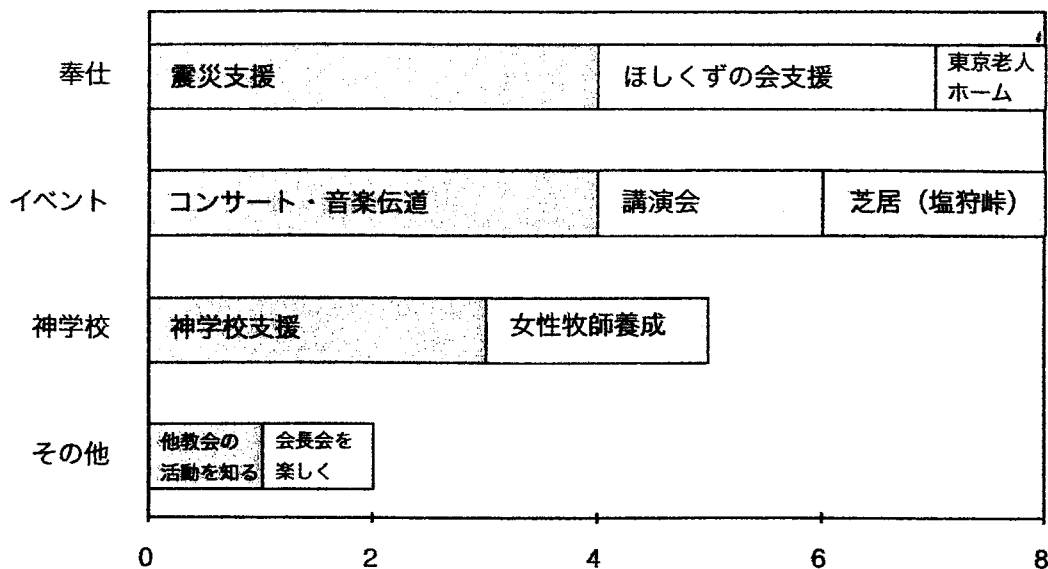 奉仕
震災支援
ほしくずの会支援
東京老人
ホーム
イベント
コンサート・音楽伝道
講演会
芝居（塩狩峠）
神学校
神学校支援
女性牧師養成
その他
他教会の
活動を知る
会長会を
楽しく
0 2 4 6 8